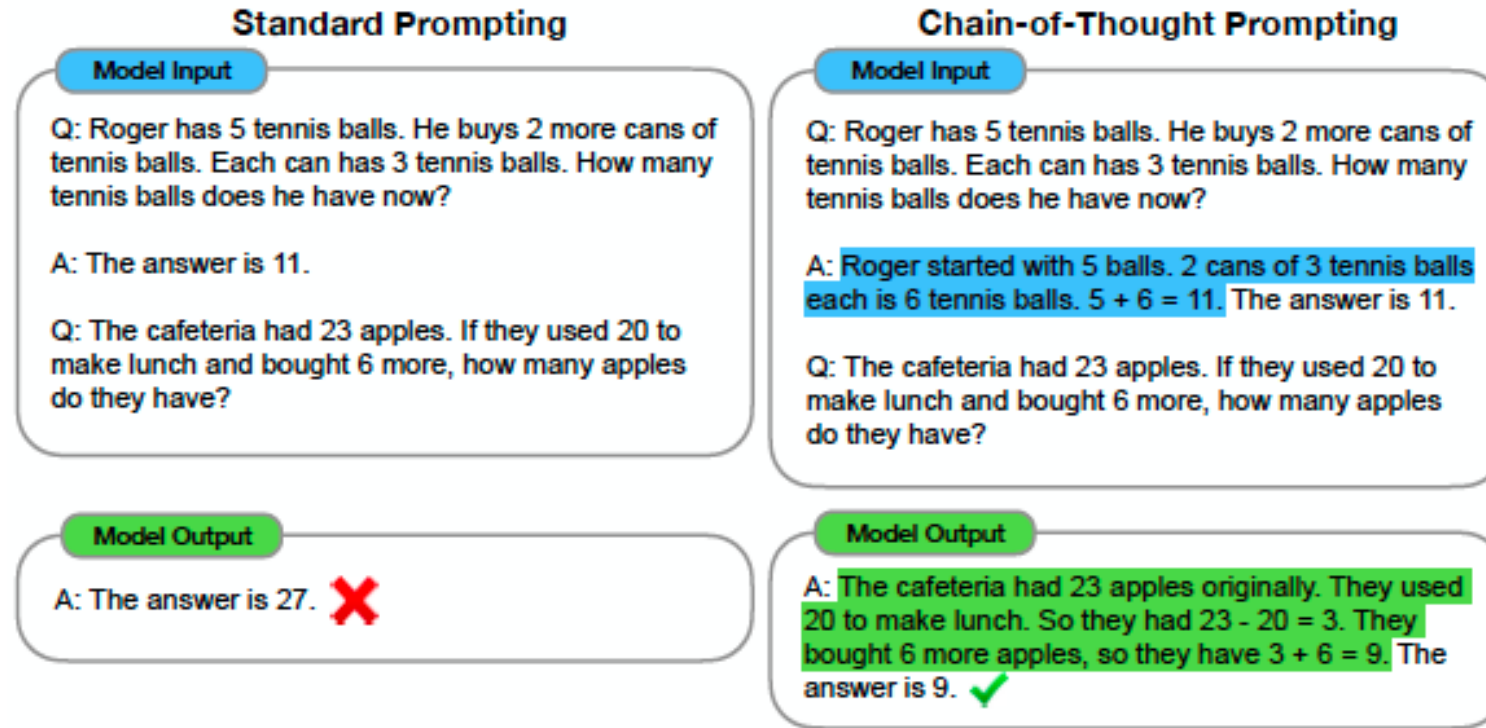 Standard Prompting
Model Input
Q: Roger has 5 tennis balls. He buys 2 more cans of
tennis balls. Each can has 3 tennis balls. How many
tennis balls does he have now?
A: The answer is 11.
Q: The cafeteria had 23 apples. If they used 20 to
make lunch and bought 6 more, how many apples
do they have?
Model Output
A: The answer is 27.
Chain-of-Thought Prompting
Model Input
Q: Roger has 5 tennis balls. He buys 2 more cans of
tennis balls. Each can has 3 tennis balls. How many
tennis balls does he have now?
A: Roger started with 5 balls. 2 cans of 3 tennis balls
each is 6 tennis balls. 5 + 6 = 11. The answer is 11.
Q: The cafeteria had 23 apples. If they used 20 to
make lunch and bought 6 more, how many apples
do they have?
Model Output
A: The cafeteria had 23 apples originally. They used
20 to make lunch. So they had 23 - 20 = 3. They
bought 6 more apples, so they have 3 + 6 = 9. The
answer is 9.